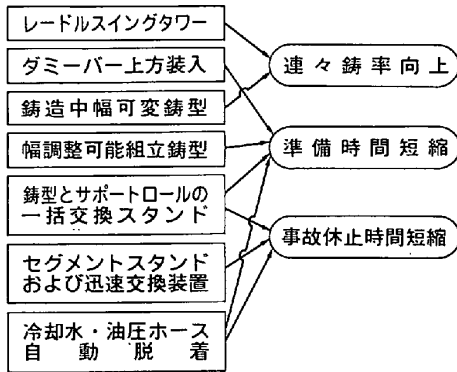 レードルスイングタワー
ダミーバー上方装入
鋳造中幅可変鋳型
幅調整可能組立鋳型
鋳型とサポートロールの
一括交換スタンド
セグメントスタンド
および迅速交換装置
冷却水・油圧ホース
自動脱着
連々鋳率向上
準備時間短縮
事故休止時間短縮